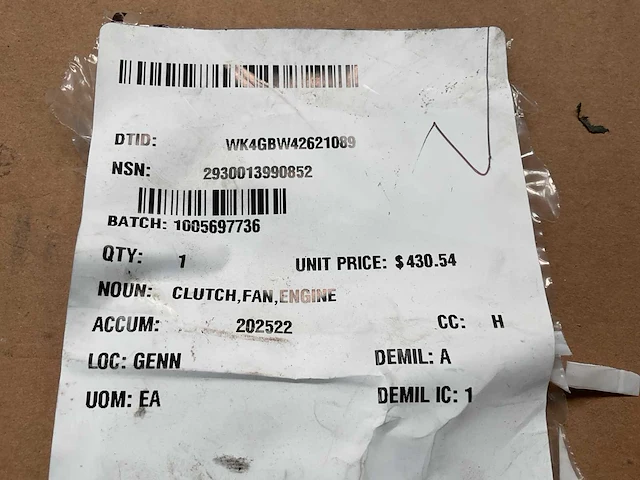 DTID: WK4GBW42621089
NSN: 2930013990852
BATCH: 1005697736
QTY: 1 UNIT PRICE: $430.54
NOUN: CLUTCH,FAN,ENGINE
ACCUM: 202522 CC: H
LOC: GENN DEMIL: A
UOM: EA DEMIL IC: 1